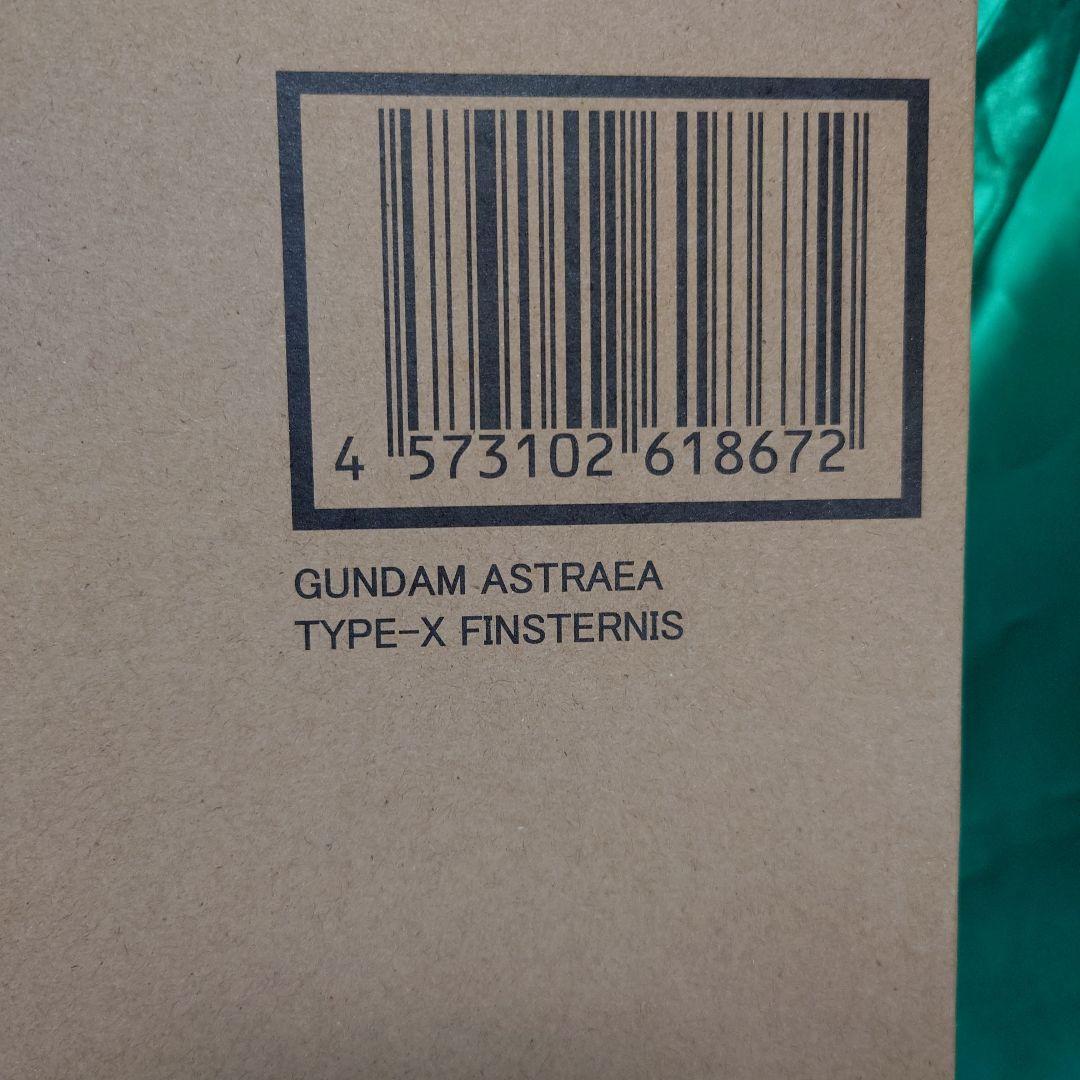 4 573102 618672
GUNDAM ASTRAEA
TYPE-X FINSTERNIS